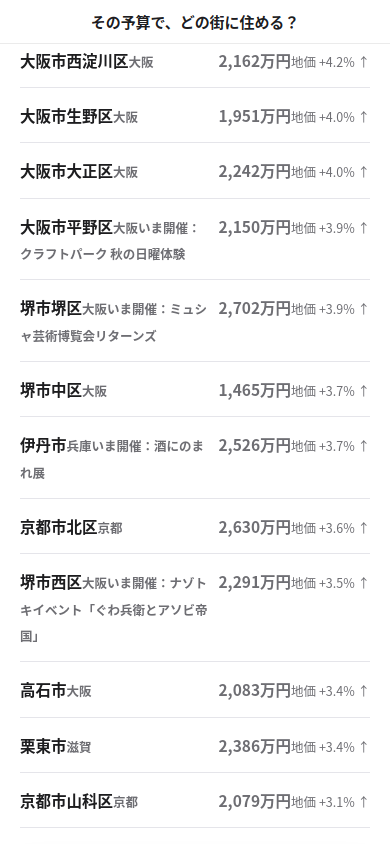 その予算で、どの街に住める？
大阪市西淀川区大阪 2,162万円地価 +4.2% ↑
大阪市生野区大阪 1,951万円地価 +4.0% ↑
大阪市大正区大阪 2,242万円地価 +4.0% ↑
大阪市平野区大阪いま開催： 2,150万円地価 +3.9% ↑
クラフトパーク 秋の日曜体験
堺市堺区大阪いま開催：ミュシ 2,702万円地価 +3.9% ↑
ャ芸術博覧会リターンズ
堺市中区大阪 1,465万円地価 +3.7% ↑
伊丹市兵庫いま開催：酒にのま 2,526万円地価 +3.7% ↑
れ展
京都市北区京都 2,630万円地価 +3.6% ↑
堺市西区大阪いま開催：ナゾト 2,291万円地価 +3.5% ↑
キイベント「ぐわ兵衛とアソビ帝
国」
高石市大阪 2,083万円地価 +3.4% ↑
栗東市滋賀 2,386万円地価 +3.4% ↑
京都市山科区京都 2,079万円地価 +3.1% ↑